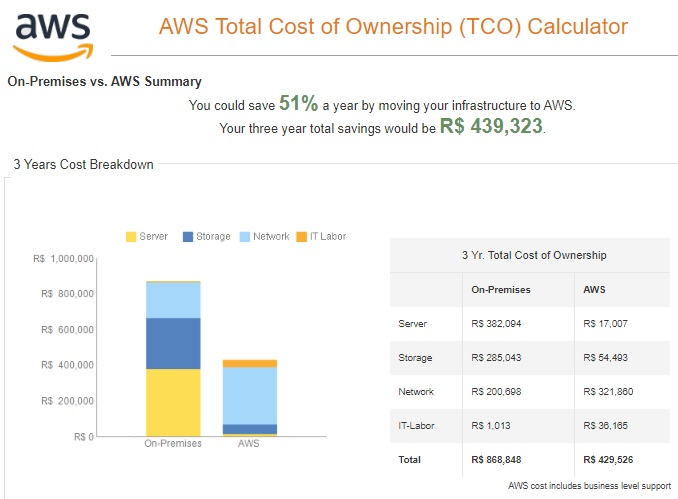 aws
AWS Total Cost of Ownership (TCO) Calculator
On-Premises vs. AWS Summary
You could save 51% a year by moving your infrastructure to AWS.
Your three year total savings would be R$ 439,323.
3 Years Cost Breakdown
Server Storage Network IT Labor
R$ 1,000,000
R$ 800,000
R$ 600,000
R$ 400,000
R$ 200,000
R$ 0
On-Premises AWS
3 Yr. Total Cost of Ownership
On-Premises AWS
Server R$ 382,094 R$ 17,007
Storage R$ 285,043 R$ 54,493
Network R$ 200,698 R$ 321,860
IT-Labor R$ 1,013 R$ 36,165
Total R$ 868,848 R$ 429,526
AWS cost includes business level support